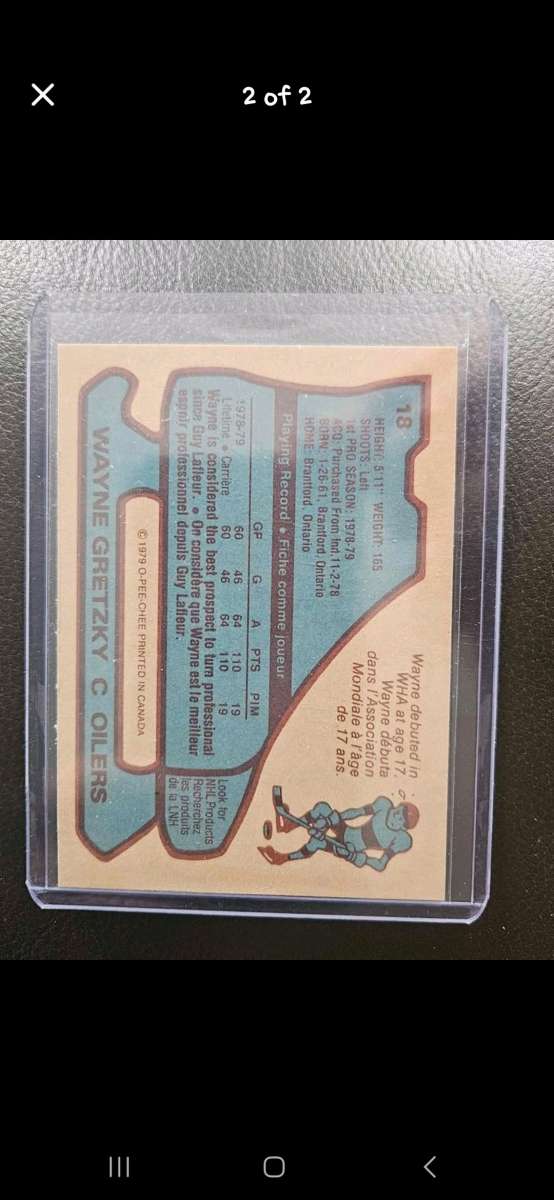 2 of 2
18
HEIGHT: 5'11" WEIGHT: 165
SHOOTS: Left
1st PRO SEASON: 1978-79
ACQ: Purchased From Ind. 11-2-78
BORN: 1-26-61, Brantford, Ontario
HOME: Brantford, Ontario
Wayne debuted in
WHA at age 17.
Wayne débuta
dans l'Association
Mondiale à l'âge
de 17 ans.
Playing Record • Fiche comme joueur
GP G A PTS PIM
1978-79 60 46 64 110 19
Lifetime • Carrière 60 46 64 110 19
Wayne is considered the best prospect to turn professional
since Guy Lafleur. • On considère que Wayne est le meilleur
espoir professionnel depuis Guy Lafleur.
Look for
NHL Products
Recherchez
les produits
de la LNH
© 1979 O-PEE-CHEE PRINTED IN CANADA
WAYNE GRETZKY C OILERS